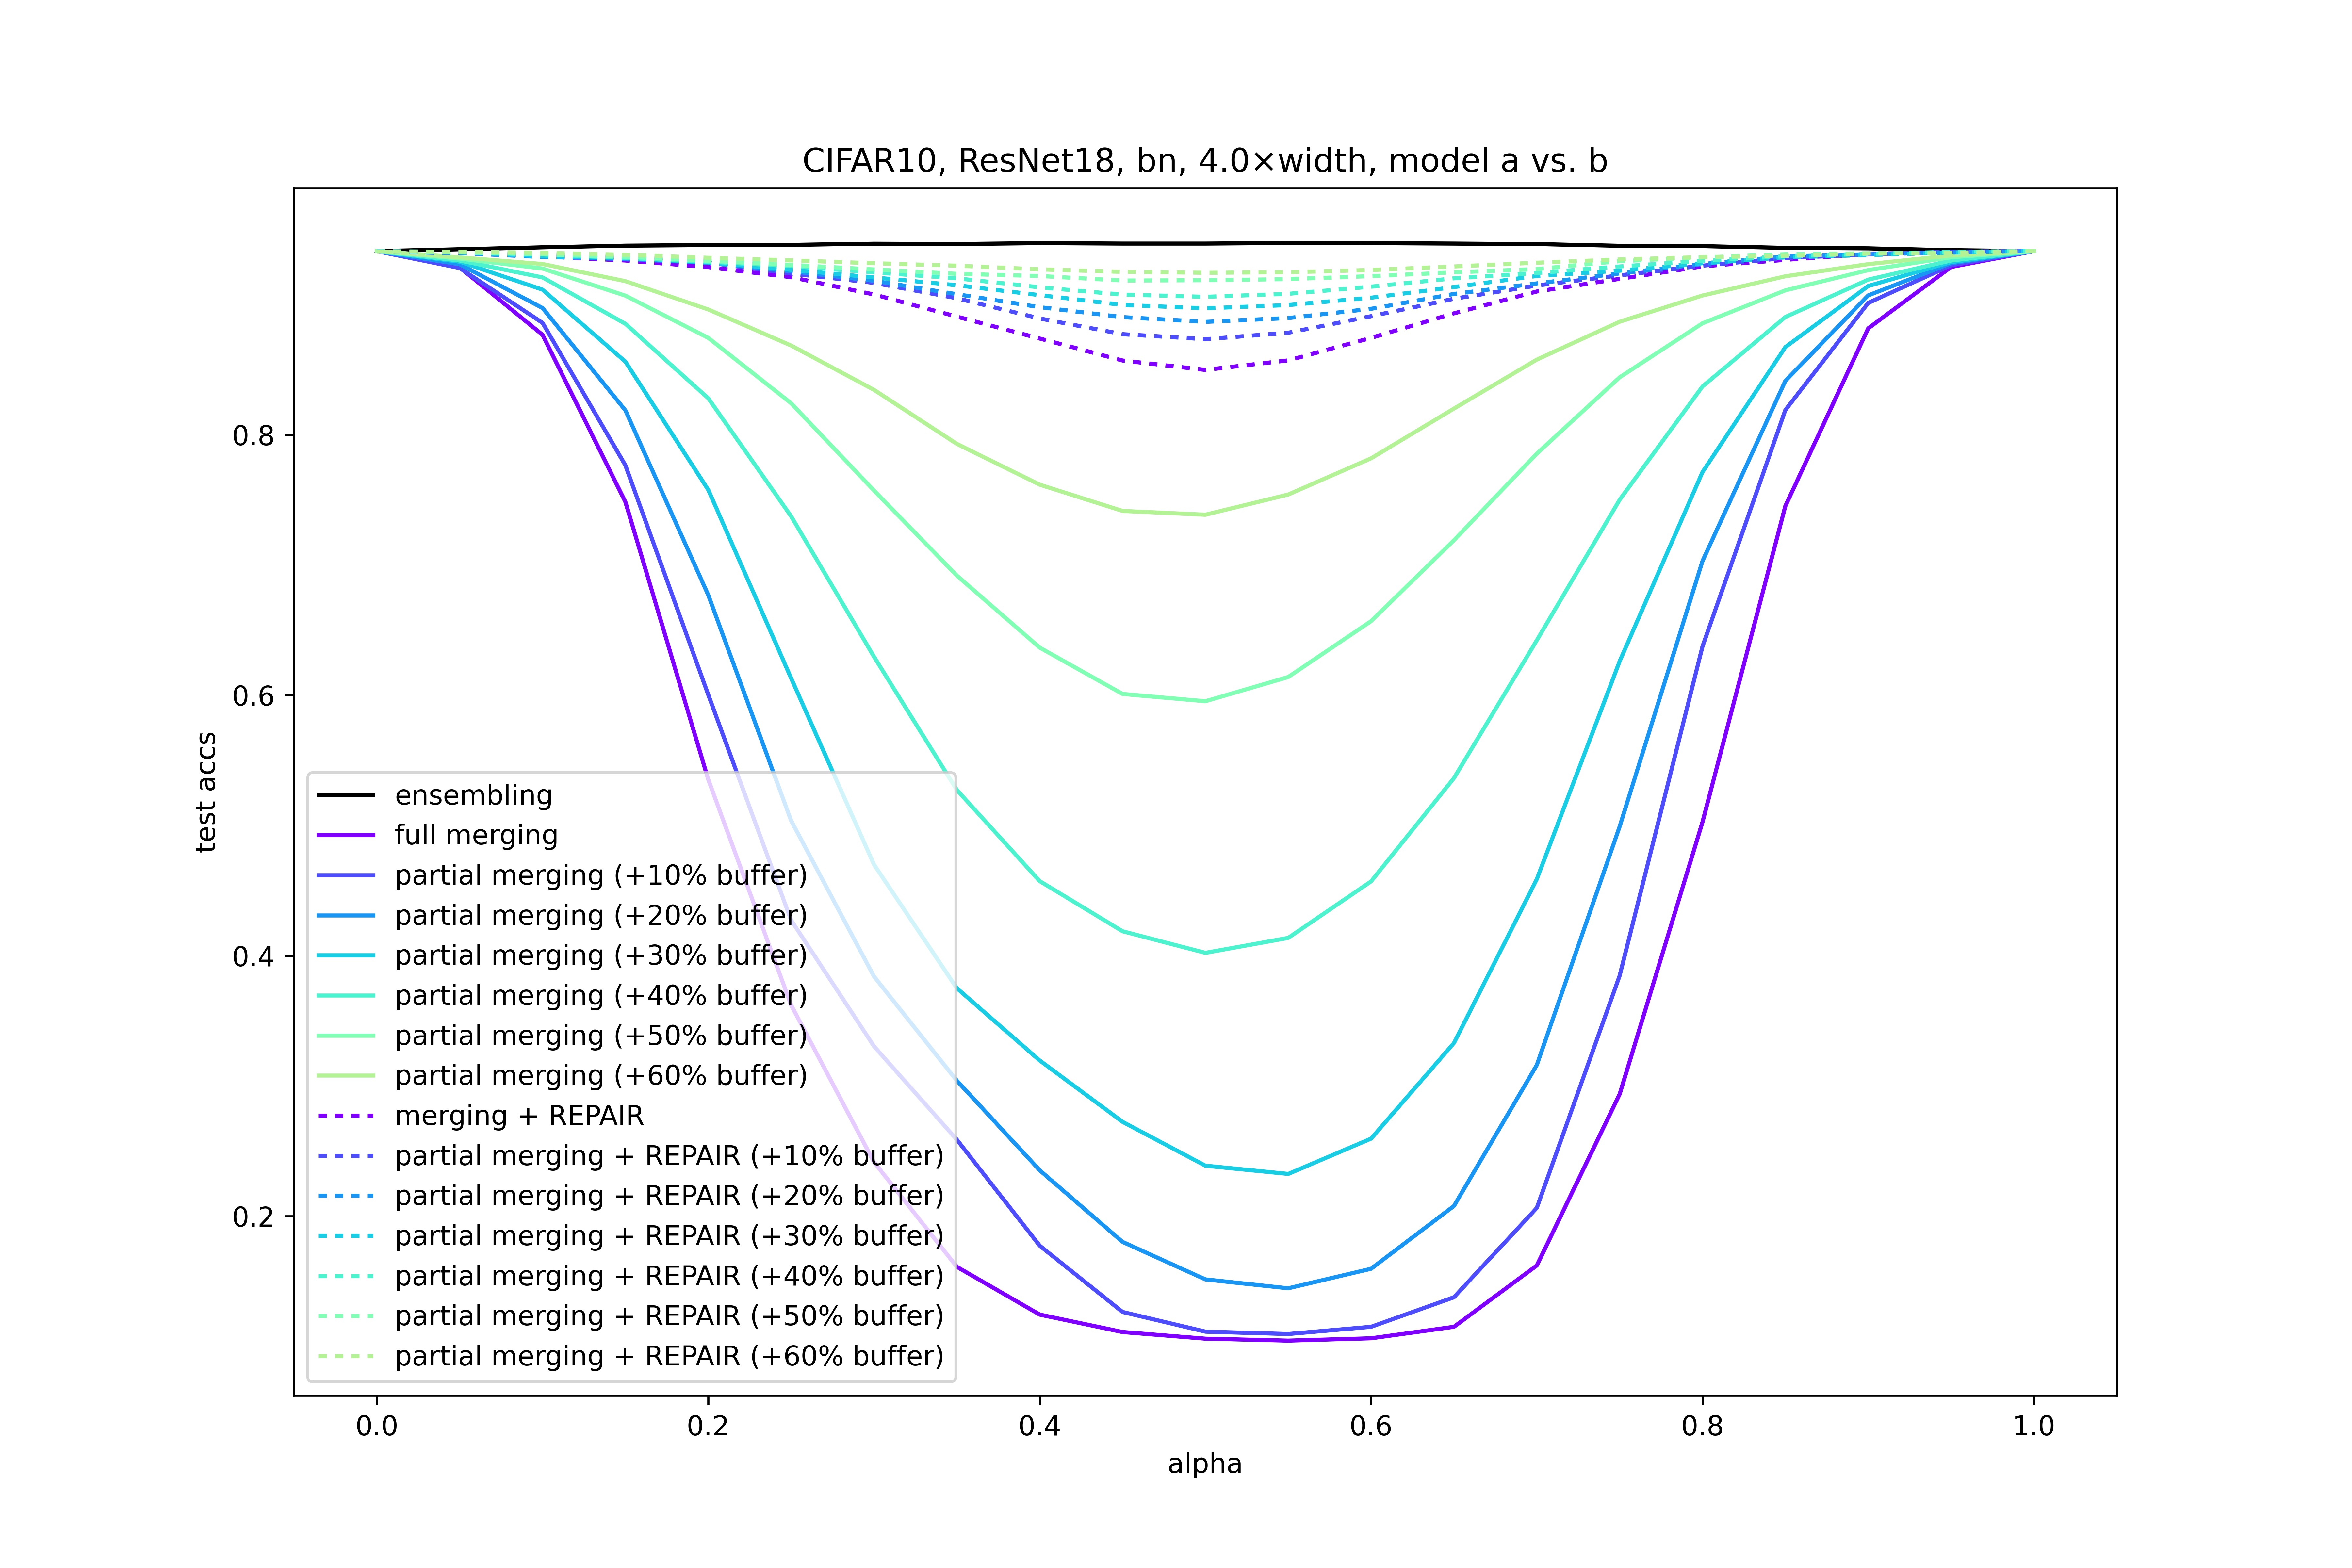 CIFAR10, ResNet18, bn, 4.0×width, model a vs. b
test accs
0.8
0.6
0.4
0.2
ensembling
full merging
partial merging (+10% buffer)
partial merging (+20% buffer)
partial merging (+30% buffer)
partial merging (+40% buffer)
partial merging (+50% buffer)
partial merging (+60% buffer)
merging + REPAIR
partial merging + REPAIR (+10% buffer)
partial merging + REPAIR (+20% buffer)
partial merging + REPAIR (+30% buffer)
partial merging + REPAIR (+40% buffer)
partial merging + REPAIR (+50% buffer)
partial merging + REPAIR (+60% buffer)
0.0 0.2 0.4 0.6 0.8 1.0
alpha